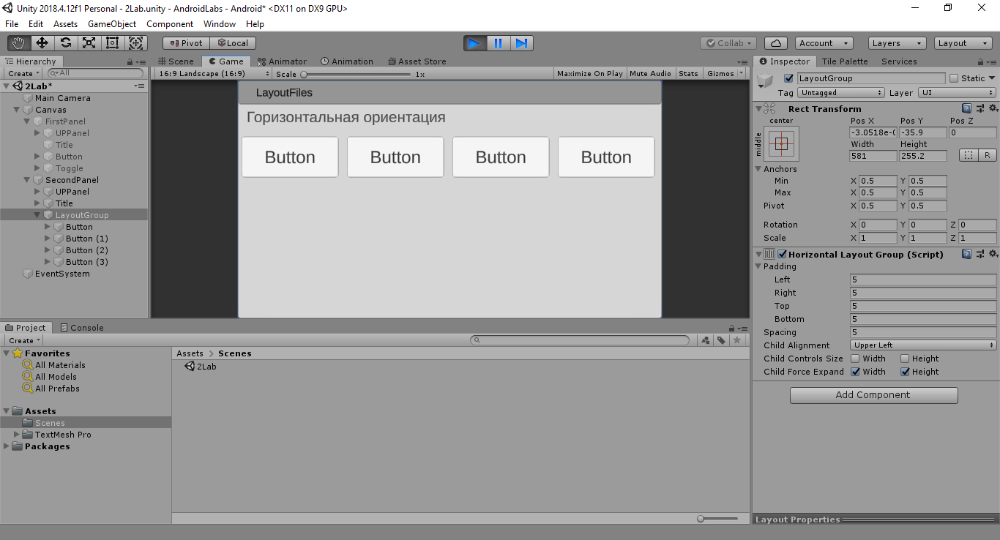 Unity 2018.4.12f1 Personal - 2Lab.unity - AndroidLabs - Android* <DX11 on DX9 GPU>
File Edit Assets GameObject Component Window Help
Pivot Local Collab Account Layers Layout
Hierarchy
Create All
2Lab*
Main Camera
Canvas
FirstPanel
UPPanel
Title
Button
Toggle
SecondPanel
UPPanel
Title
LayoutGroup
Button
Button (1)
Button (2)
Button (3)
EventSystem
Scene Game Animator Animation Asset Store
16:9 Landscape (16:9) Scale 1x Maximize On Play Mute Audio Stats Gizmos
LayoutFiles
Горизонтальная ориентация
Button Button Button Button
Inspector Tile Palette Services
LayoutGroup Static
Tag Untagged Layer UI
Rect Transform
center Pos X Pos Y Pos Z
middle -3.0518e-0 -35.9 0
Width Height
581 255.2 R
Anchors
Min X 0.5 Y 0.5
Max X 0.5 Y 0.5
Pivot X 0.5 Y 0.5
Rotation X 0 Y 0 Z 0
Scale X 1 Y 1 Z 1
Horizontal Layout Group (Script)
Padding
Left 5
Right 5
Top 5
Bottom 5
Spacing 5
Child Alignment Upper Left
Child Controls Size Width Height
Child Force Expand Width Height
Add Component
Layout Properties
Project Console
Create
Favorites
All Materials
All Models
All Prefabs
Assets
Scenes
TextMesh Pro
Packages
Assets > Scenes
2Lab